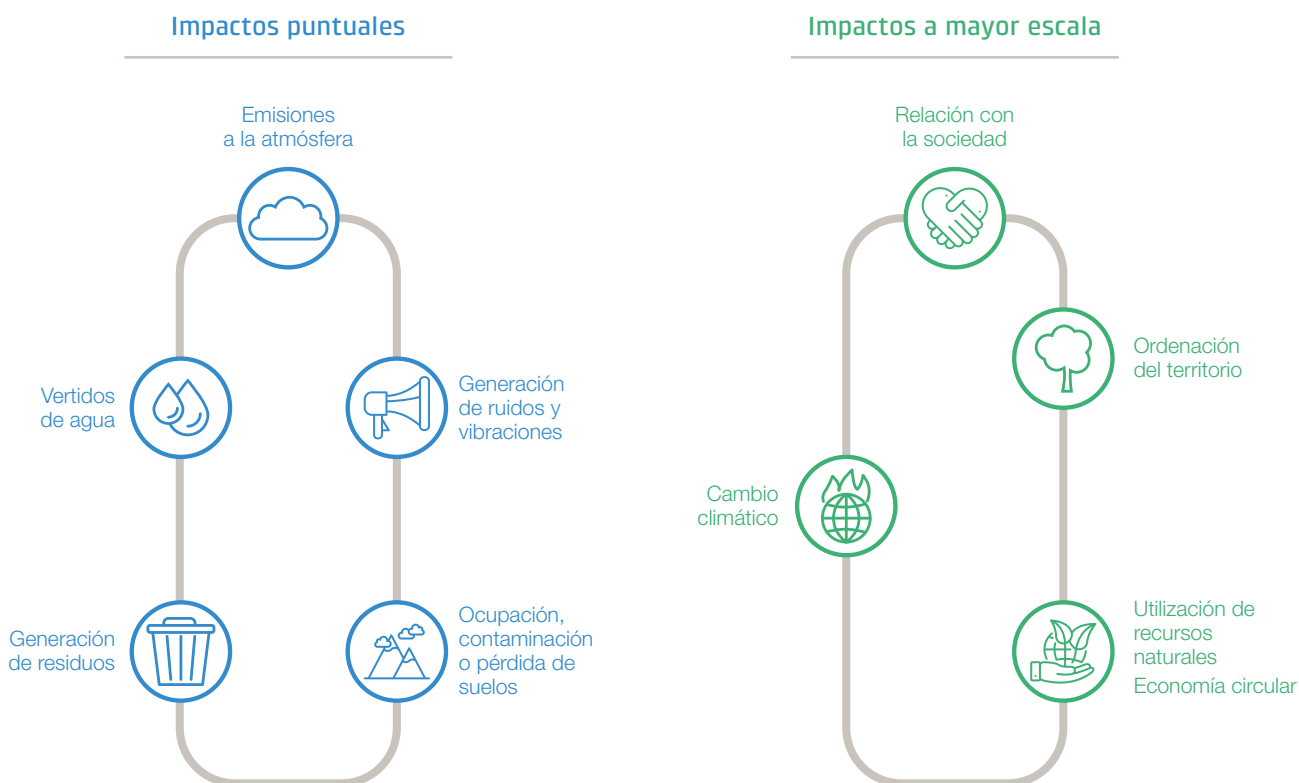 Impactos puntuales
Emisiones
a la atmósfera
Vertidos
de agua
Generación
de ruidos y
vibraciones
Generación
de residuos
Ocupación,
contaminación
o pérdida de
suelos
Impactos a mayor escala
Relación con
la sociedad
Ordenación
del territorio
Cambio
climático
Utilización de
recursos
naturales
Economía circular